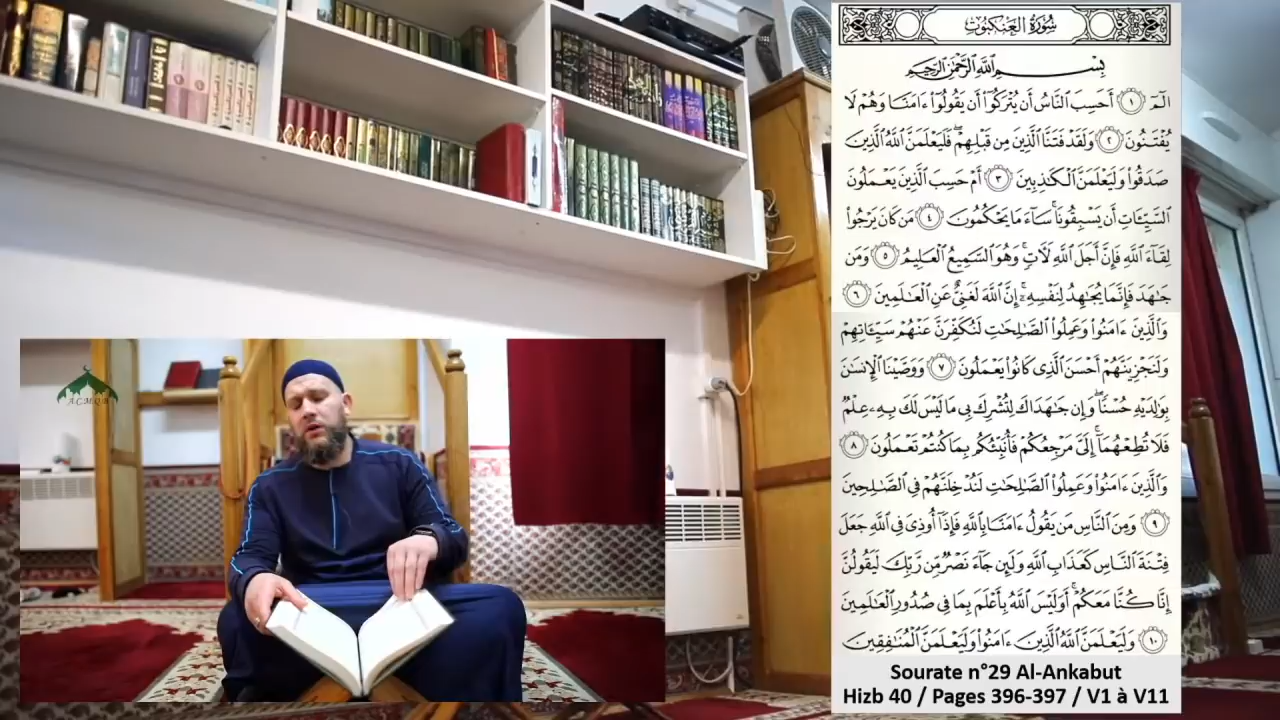 سُورَةُ العَنكَبُوتِ
بِسْمِ ٱللَّهِ ٱلرَّحْمَٰنِ ٱلرَّحِيمِ
الٓمٓ ١ أَحَسِبَ ٱلنَّاسُ أَن يُتْرَكُوٓا۟ أَن يَقُولُوٓا۟ ءَامَنَّا وَهُمْ لَا
يُفْتَنُونَ ٢ وَلَقَدْ فَتَنَّا ٱلَّذِينَ مِن قَبْلِهِمْ ۖ فَلَيَعْلَمَنَّ ٱللَّهُ ٱلَّذِينَ
صَدَقُوا۟ وَلَيَعْلَمَنَّ ٱلْكَٰذِبِينَ ٣ أَمْ حَسِبَ ٱلَّذِينَ يَعْمَلُونَ
ٱلسَّيِّـَٔاتِ أَن يَسْبِقُونَا ۚ سَآءَ مَا يَحْكُمُونَ ٤ مَن كَانَ يَرْجُوا۟
لِقَآءَ ٱللَّهِ فَإِنَّ أَجَلَ ٱللَّهِ لَـَٔاتٍ ۚ وَهُوَ ٱلسَّمِيعُ ٱلْعَلِيمُ ٥ وَمَن
جَٰهَدَ فَإِنَّمَا يُجَٰهِدُ لِنَفْسِهِۦٓ ۚ إِنَّ ٱللَّهَ لَغَنِىٌّ عَنِ ٱلْعَٰلَمِينَ ٦
وَٱلَّذِينَ ءَامَنُوا۟ وَعَمِلُوا۟ ٱلصَّٰلِحَٰتِ لَنُكَفِّرَنَّ عَنْهُمْ سَيِّـَٔاتِهِمْ
وَلَنَجْزِيَنَّهُمْ أَحْسَنَ ٱلَّذِى كَانُوا۟ يَعْمَلُونَ ٧ وَوَصَّيْنَا ٱلْإِنسَٰنَ
بِوَٰلِدَيْهِ حُسْنًا ۖ وَإِن جَٰهَدَاكَ لِتُشْرِكَ بِى مَا لَيْسَ لَكَ بِهِۦ عِلْمٌ
فَلَا تُطِعْهُمَآ ۚ إِلَىَّ مَرْجِعُكُمْ فَأُنَبِّئُكُم بِمَا كُنتُمْ تَعْمَلُونَ ٨
وَٱلَّذِينَ ءَامَنُوا۟ وَعَمِلُوا۟ ٱلصَّٰلِحَٰتِ لَنُدْخِلَنَّهُمْ فِى ٱلصَّٰلِحِينَ
٩ وَمِنَ ٱلنَّاسِ مَن يَقُولُ ءَامَنَّا بِٱللَّهِ فَإِذَآ أُوذِىَ فِى ٱللَّهِ جَعَلَ
فِتْنَةَ ٱلنَّاسِ كَعَذَابِ ٱللَّهِ وَلَئِن جَآءَ نَصْرٌ مِّن رَّبِّكَ لَيَقُولُنَّ
إِنَّا كُنَّا مَعَكُمْ ۚ أَوَلَيْسَ ٱللَّهُ بِأَعْلَمَ بِمَا فِى صُدُورِ ٱلْعَٰلَمِينَ
١٠ وَلَيَعْلَمَنَّ ٱللَّهُ ٱلَّذِينَ ءَامَنُوا۟ وَلَيَعْلَمَنَّ ٱلْمُنَٰفِقِينَ
Sourate n°29 Al-Ankabut
Hizb 40 / Pages 396-397 / V1 à V11
A C M Q B